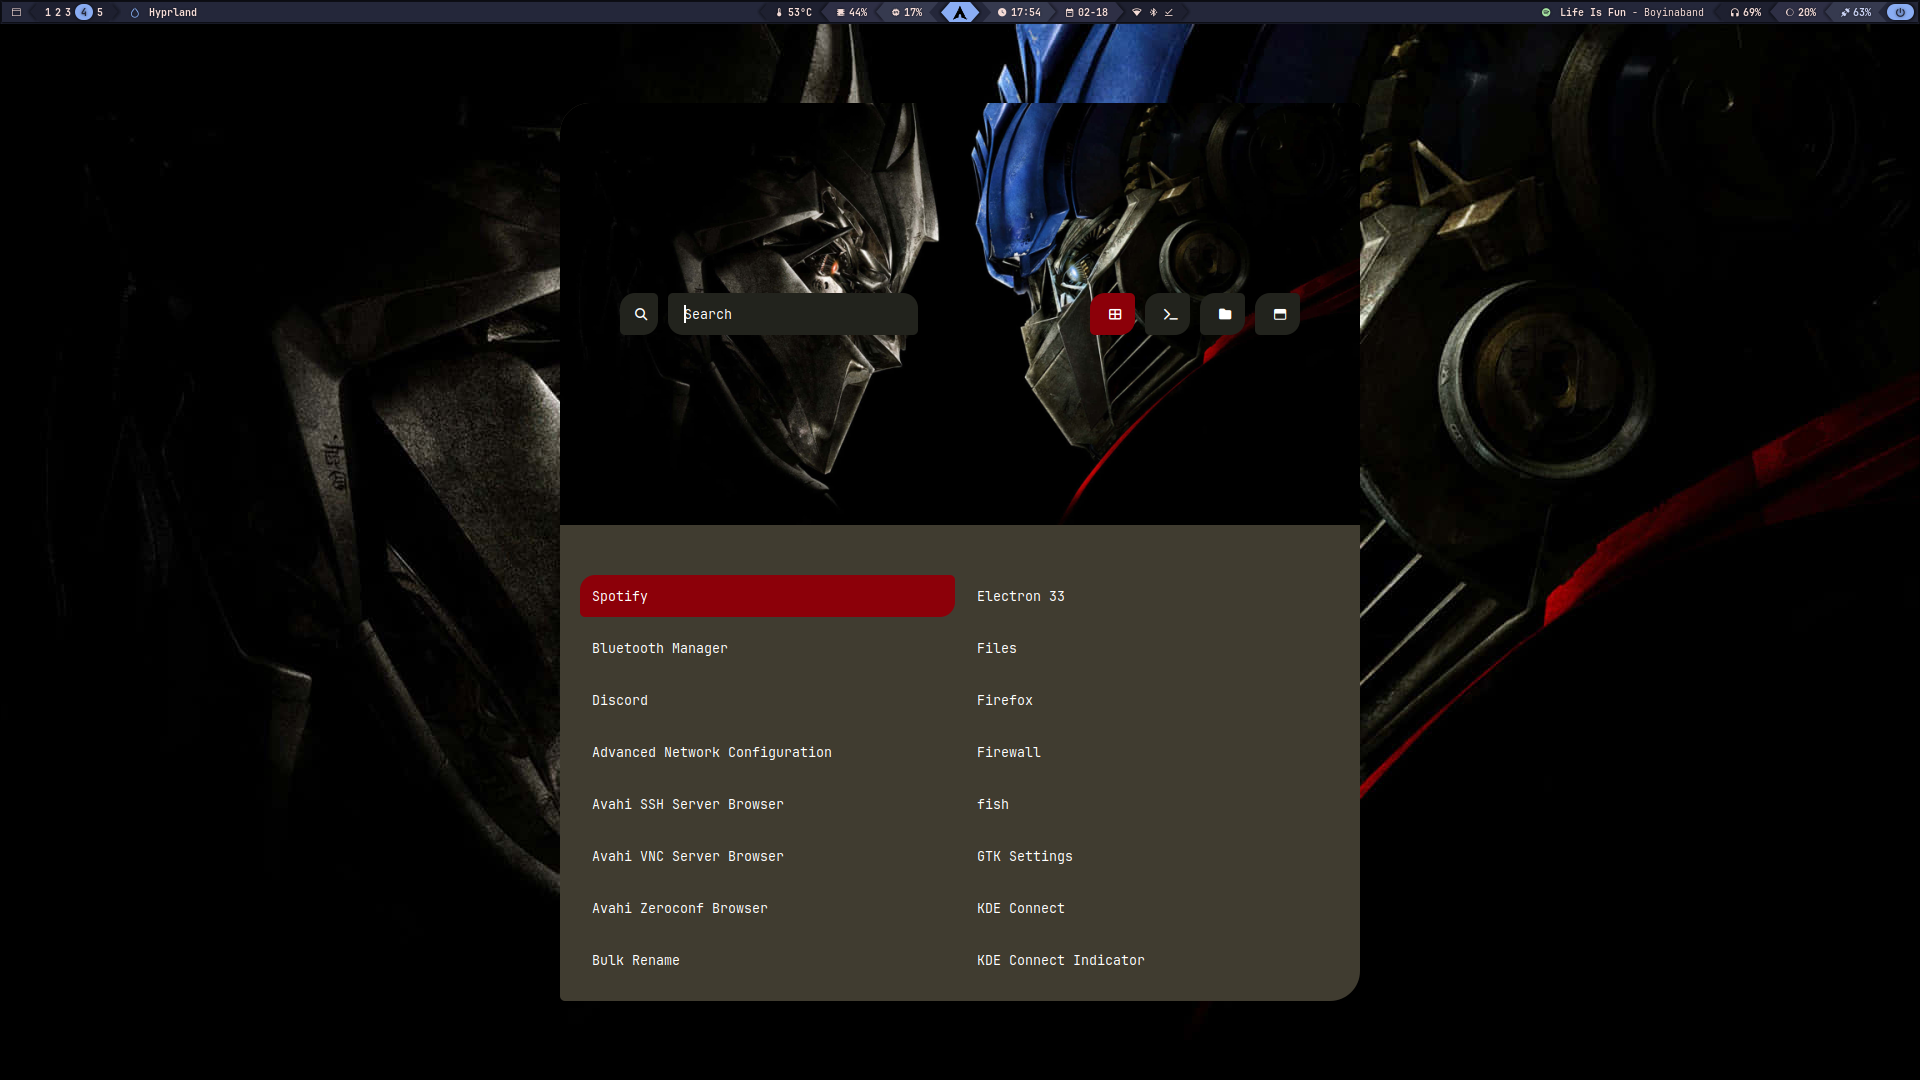 1 2 3 4 5 Hyprland 53°C 44% 17% 17:54 02-18 Life Is Fun - Boyinaband 69% 20% 63%
Search
Spotify
Bluetooth Manager
Discord
Advanced Network Configuration
Avahi SSH Server Browser
Avahi VNC Server Browser
Avahi Zeroconf Browser
Bulk Rename
Electron 33
Files
Firefox
Firewall
fish
GTK Settings
KDE Connect
KDE Connect Indicator